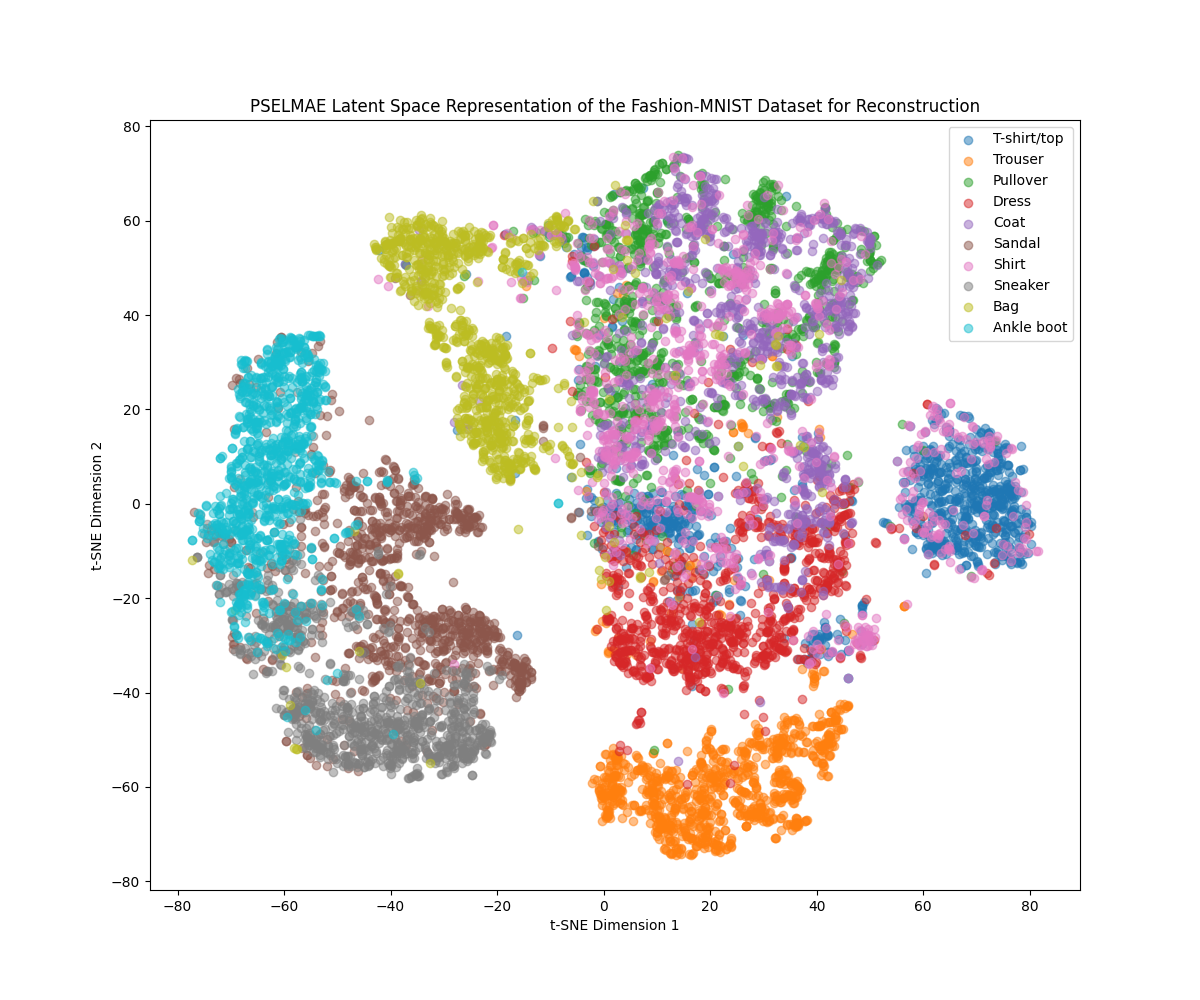 PSELMAE Latent Space Representation of the Fashion-MNIST Dataset for Reconstruction
T-shirt/top
Trouser
Pullover
Dress
Coat
Sandal
Shirt
Sneaker
Bag
Ankle boot
80
60
40
20
0
−20
−40
−60
−80
t-SNE Dimension 2
−80 −60 −40 −20 0 20 40 60 80
t-SNE Dimension 1